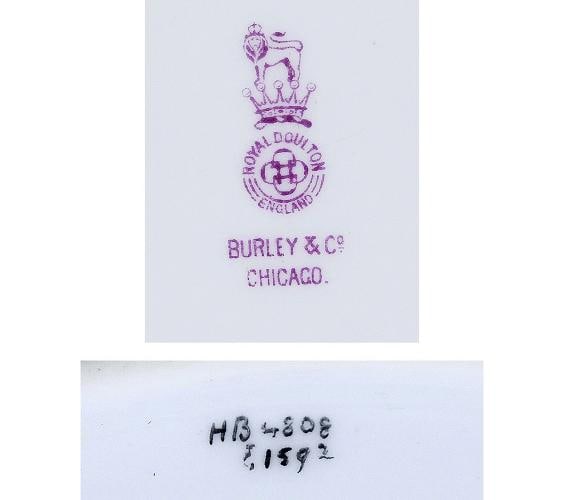 ROYAL DOULTON
ENGLAND
BURLEY & Co
CHICAGO.
HB 4808